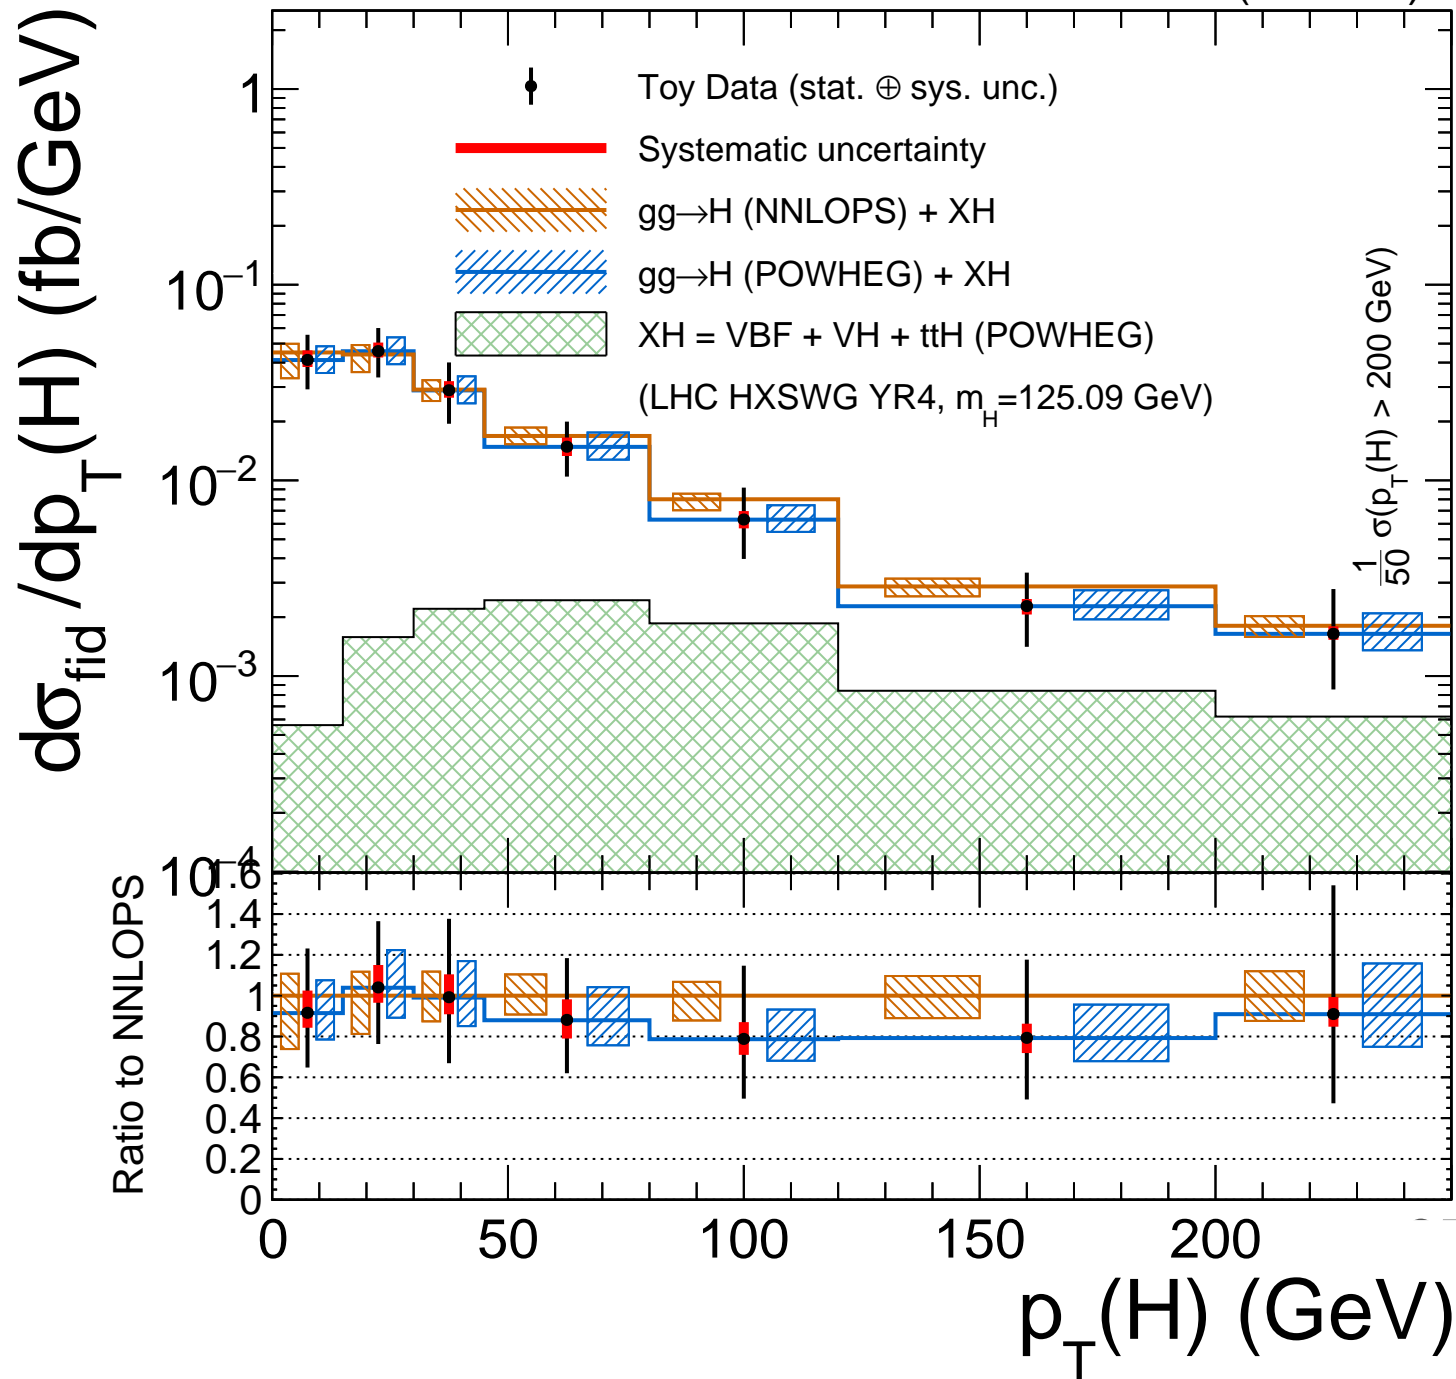 dσfid/dpT(H) (fb/GeV)
1
10−1
10−2
10−3
10−4
Toy Data (stat. ⊕ sys. unc.)
Systematic uncertainty
gg→H (NNLOPS) + XH
gg→H (POWHEG) + XH
XH = VBF + VH + ttH (POWHEG)
(LHC HXSWG YR4, mH=125.09 GeV)
1/50 σ(pT(H) > 200 GeV)
Ratio to NNLOPS
1.6
1.4
1.2
1
0.8
0.6
0.4
0.2
0
0 50 100 150 200
pT(H) (GeV)